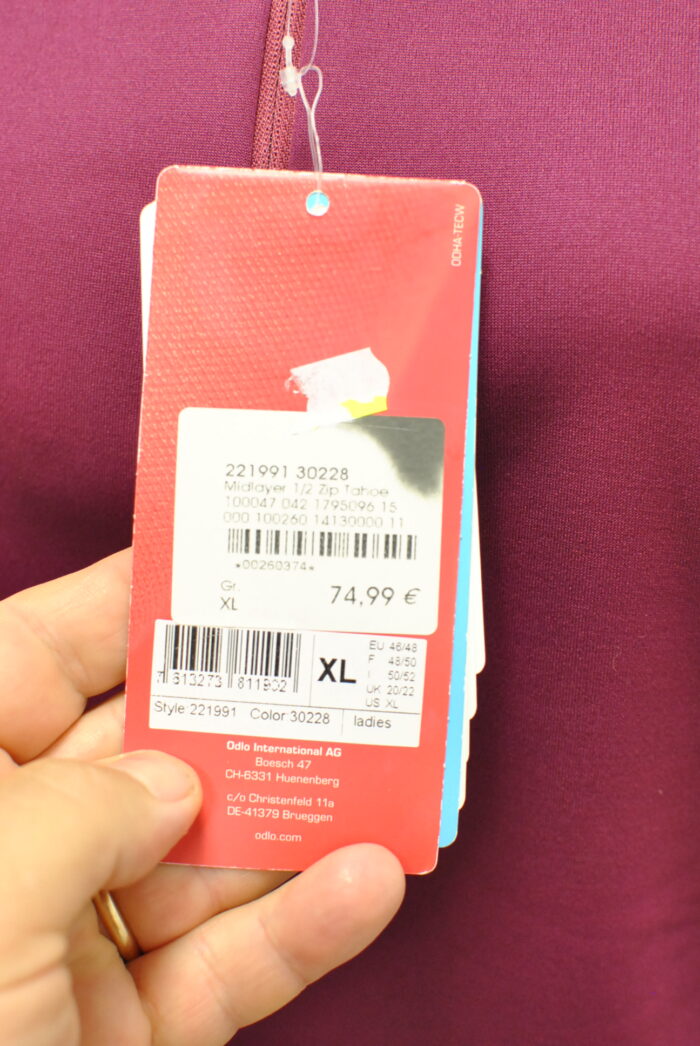 ODHA-TECW
221991 30228
Midlayer 1/2 Zip Tahoe
100047 042 1795096 15
000 100260 14130000 11
*00260374*
Gr.
XL
74,99 €
7 613273 811902
XL
EU 46/48
F 48/50
I 50/52
UK 20/22
US XL
Style 221991 Color 30228 ladies
Odlo International AG
Boesch 47
CH-6331 Huenenberg
c/o Christenfeld 11a
DE-41379 Brueggen
odlo.com